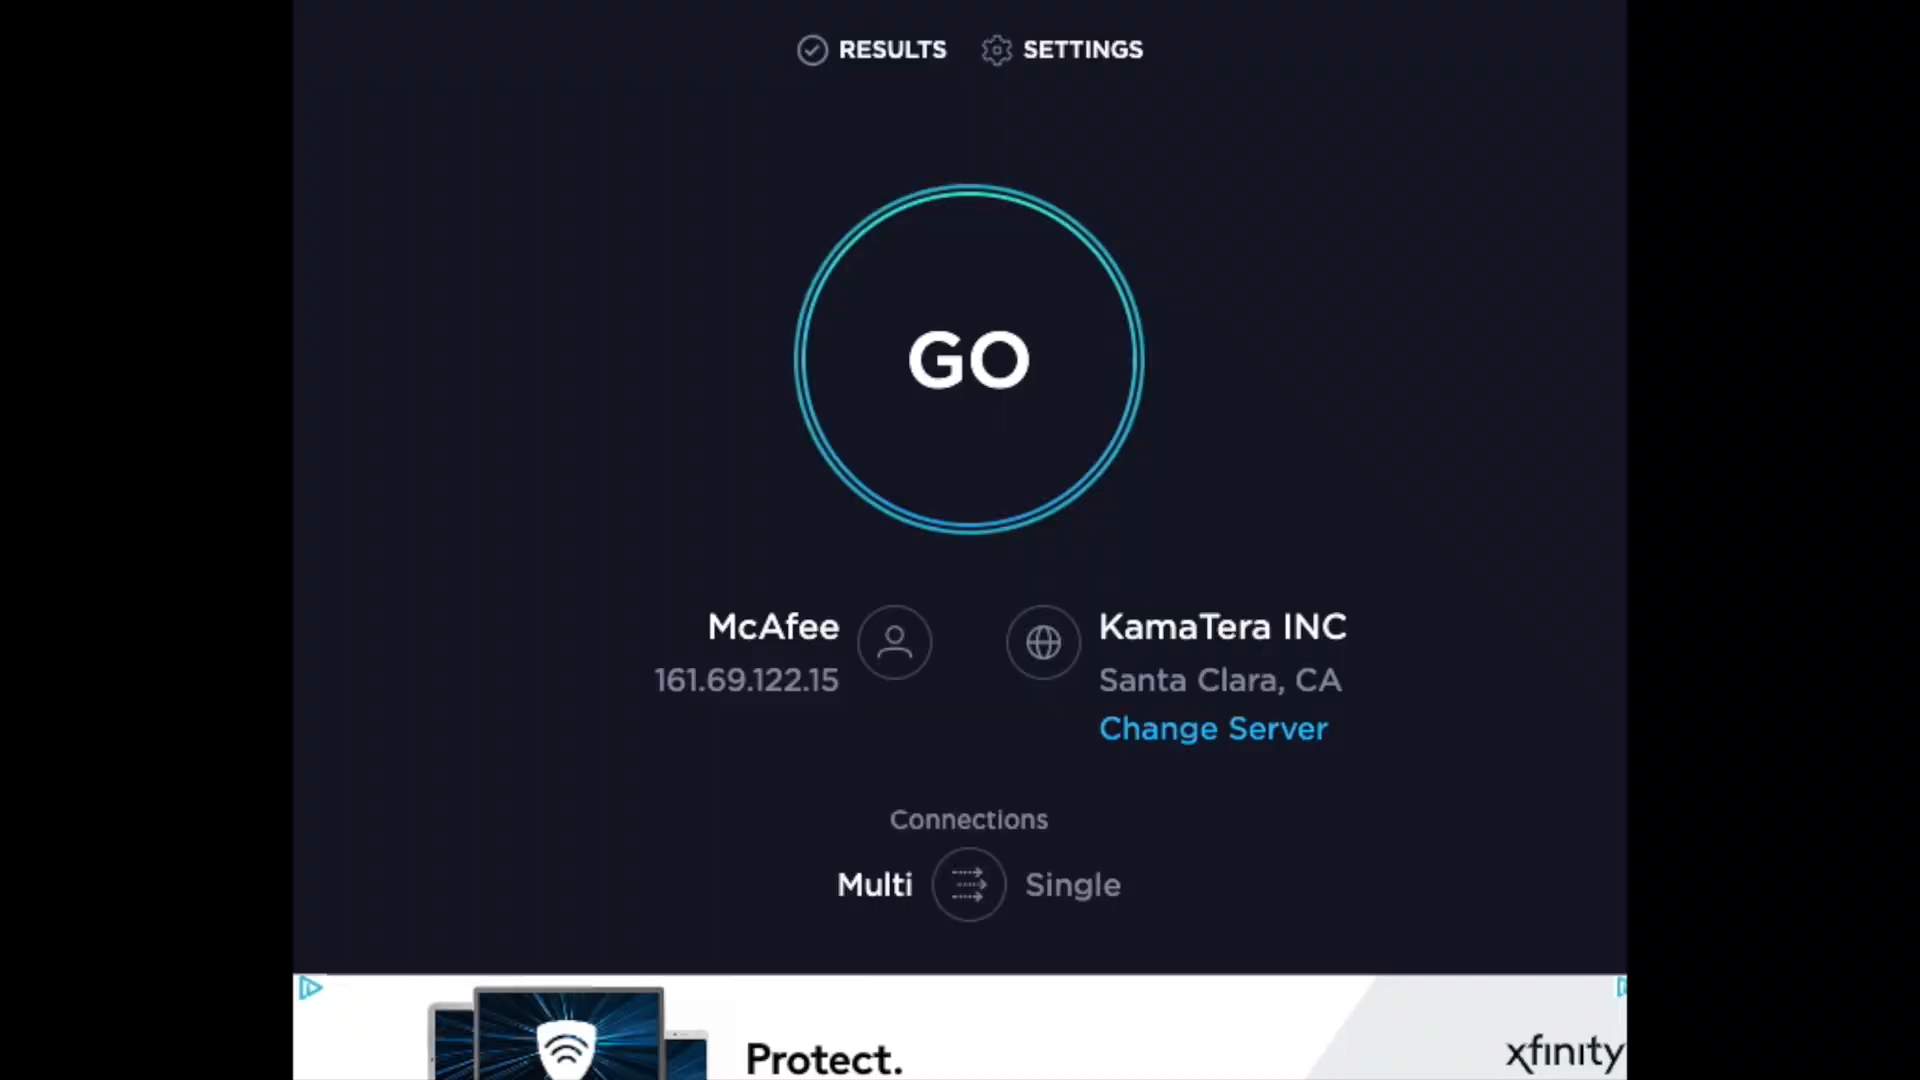 RESULTS SETTINGS
GO
McAfee
161.69.122.15
KamaTera INC
Santa Clara, CA
Change Server
Connections
Multi Single
Protect.
xfinity